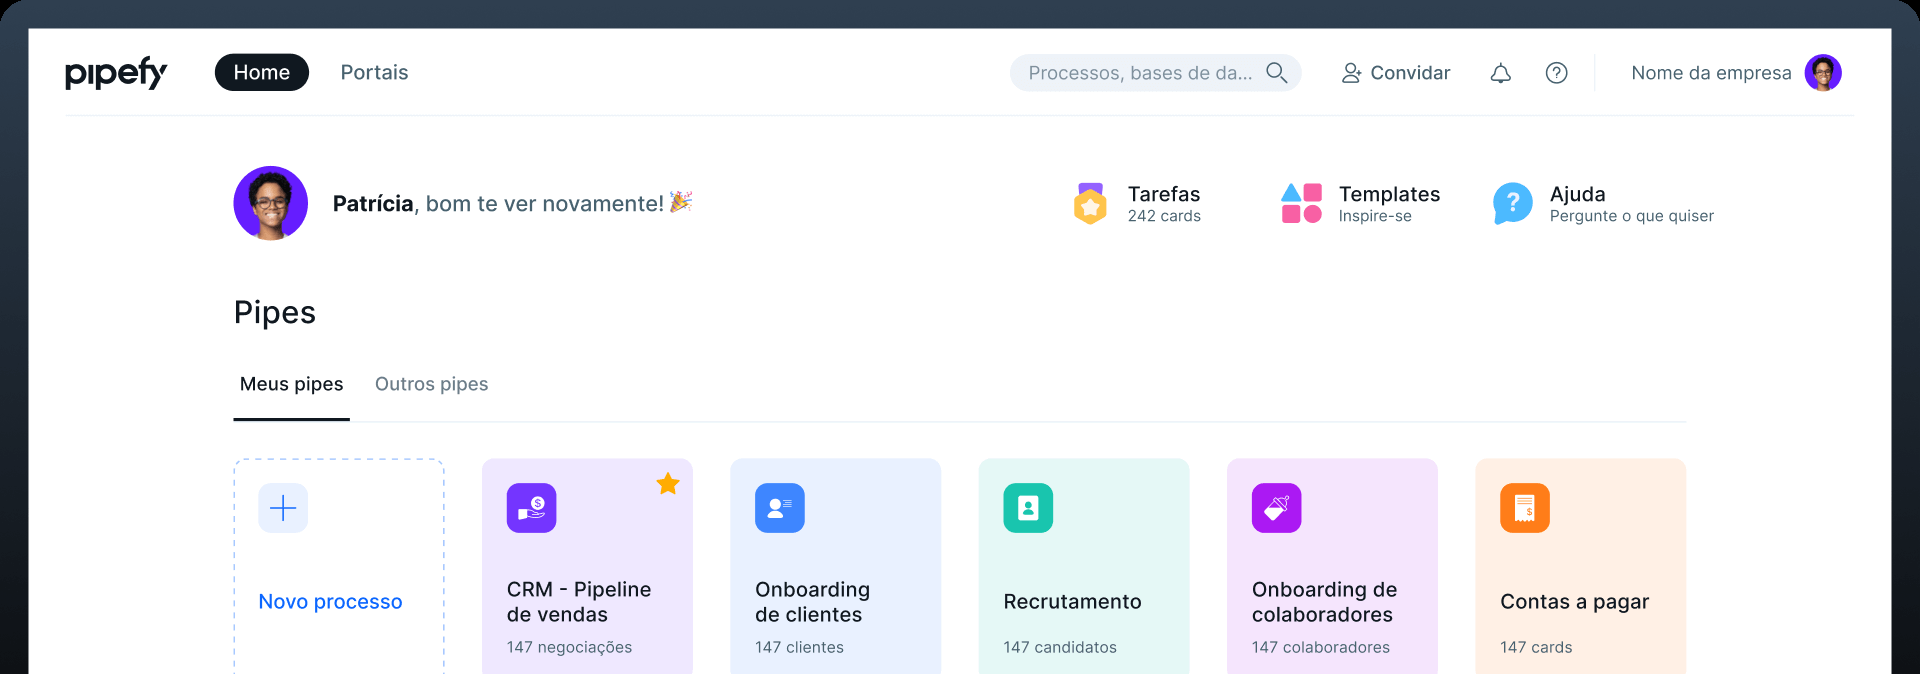 pipefy
Home
Portais
Processos, bases de da...
Convidar
Nome da empresa
Patrícia, bom te ver novamente! 🎉
Tarefas
242 cards
Templates
Inspire-se
Ajuda
Pergunte o que quiser
Pipes
Meus pipes
Outros pipes
Novo processo
CRM - Pipeline
de vendas
147 negociações
Onboarding
de clientes
147 clientes
Recrutamento
147 candidatos
Onboarding de
colaboradores
147 colaboradores
Contas a pagar
147 cards